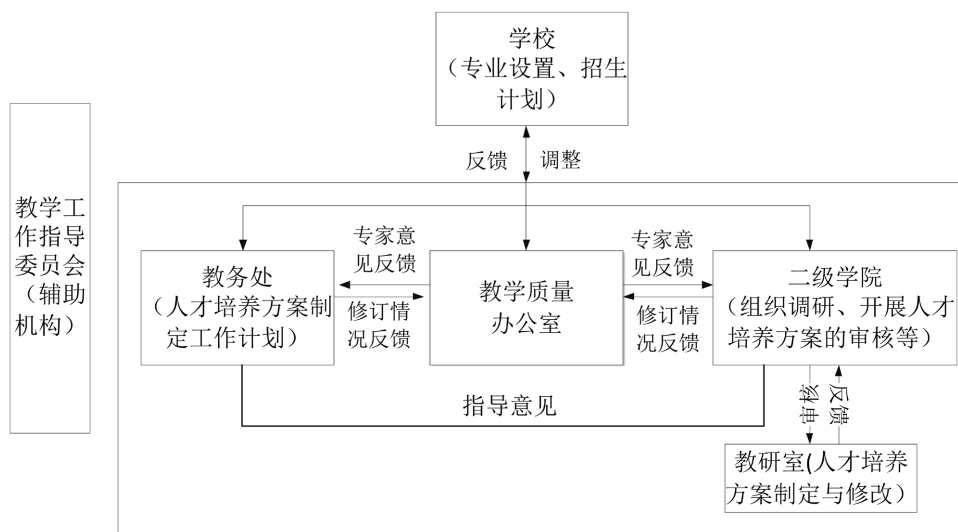 学校
（专业设置、招生
计划）
反馈
调整
教学工
作指导
委员会
（辅助
机构）
教务处
（人才培养方案制
定工作计划）
专家意
见反馈
修订情
况反馈
教学质量
办公室
专家意
见反馈
修订情
况反馈
二级学院
（组织调研、开展人才
培养方案的审核等）
指导意见
审核
反馈
教研室(人才培养
方案制定与修改）